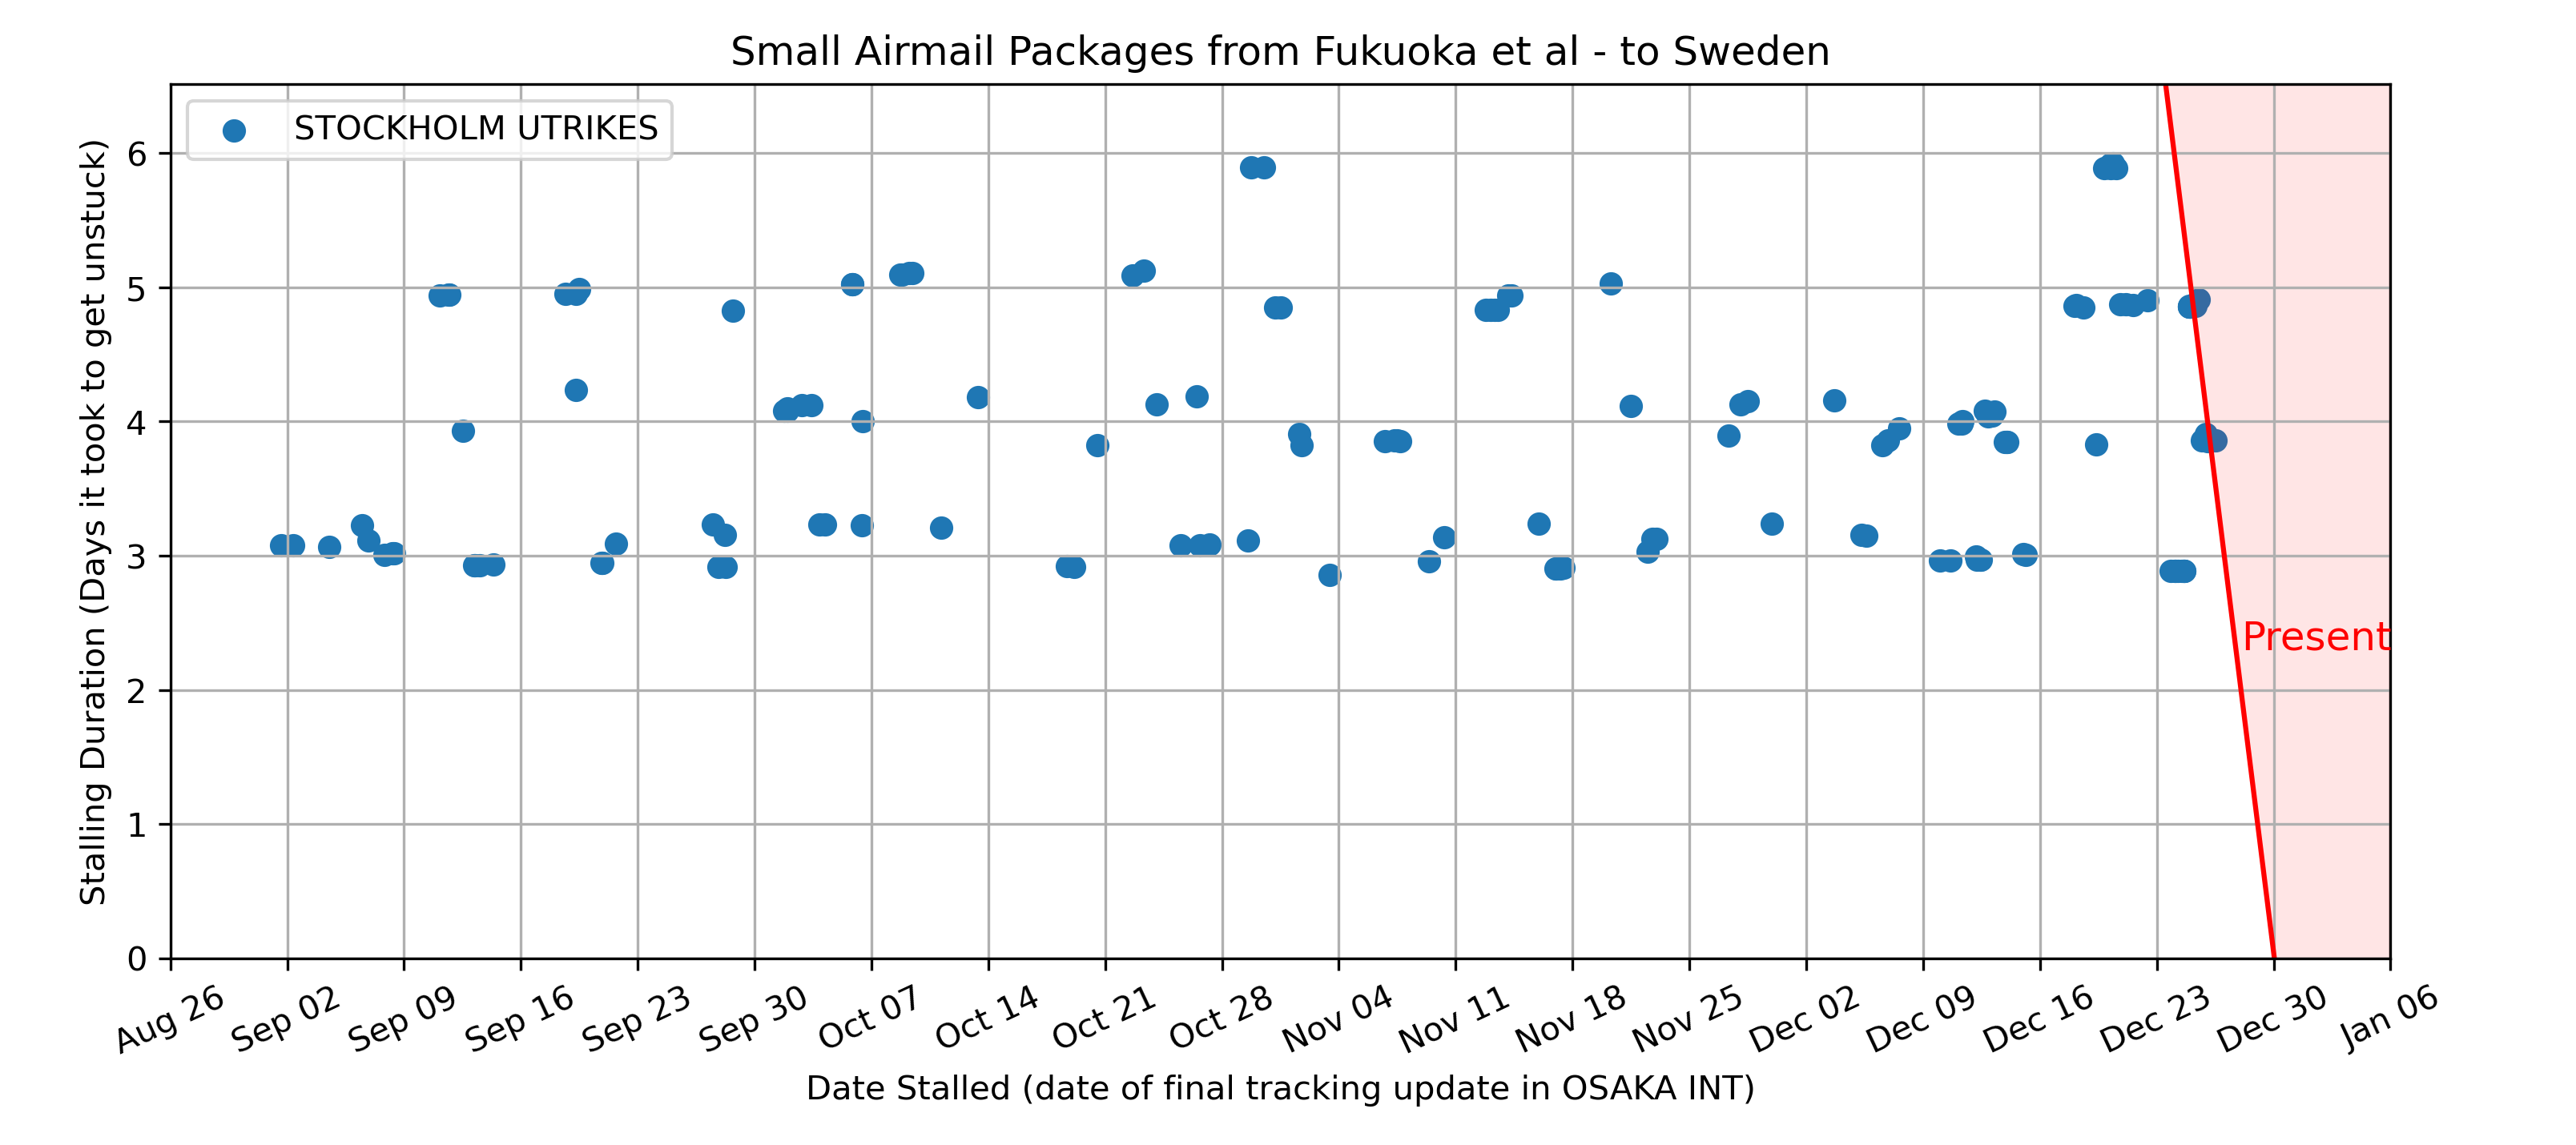 Small Airmail Packages from Fukuoka et al - to Sweden
STOCKHOLM UTRIKES
Stalling Duration (Days it took to get unstuck)
6
5
4
3
2
1
0
Present
Aug 26
Sep 02
Sep 09
Sep 16
Sep 23
Sep 30
Oct 07
Oct 14
Oct 21
Oct 28
Nov 04
Nov 11
Nov 18
Nov 25
Dec 02
Dec 09
Dec 16
Dec 23
Dec 30
Jan 06
Date Stalled (date of final tracking update in OSAKA INT)